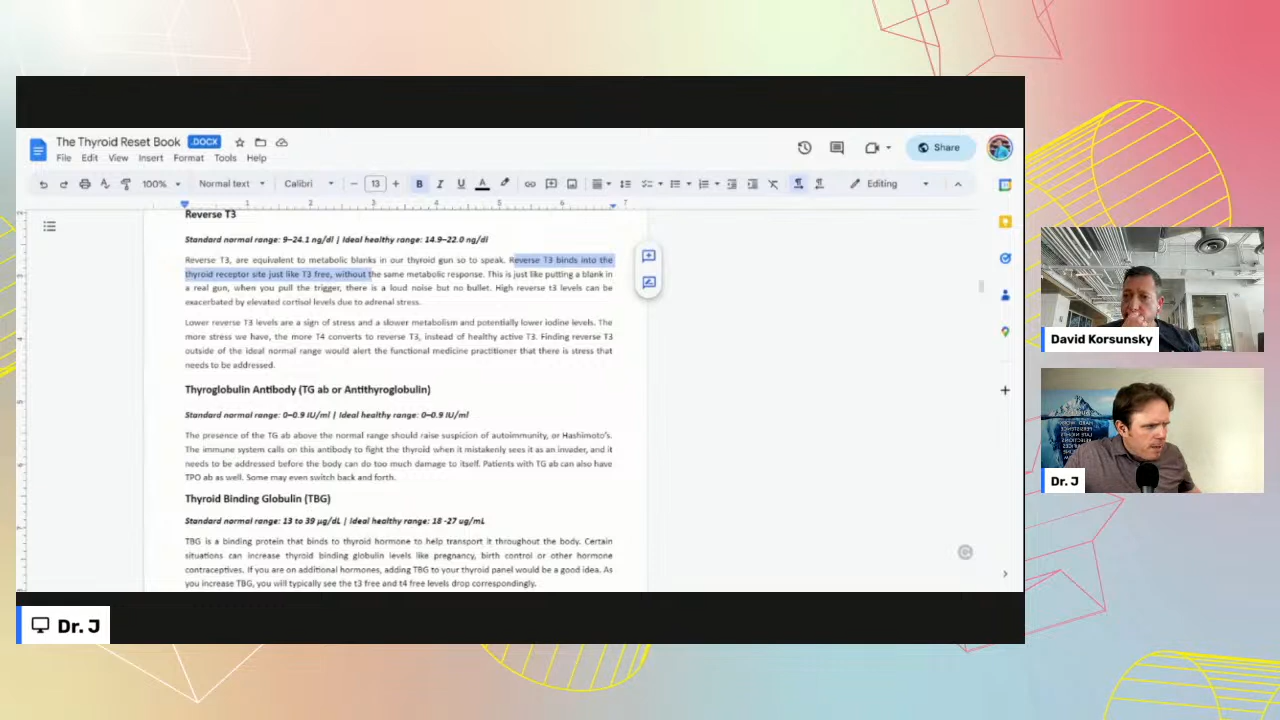 The Thyroid Reset Book .DOCX
File Edit View Insert Format Tools Help
Share
100% Normal text Calibri − 13 + B I U A Editing
1 2 3 4 5 6 7
Reverse T3
Standard normal range: 9–24.1 ng/dl | Ideal healthy range: 14.9–22.0 ng/dl
Reverse T3, are equivalent to metabolic blanks in our thyroid gun so to speak. Reverse T3 binds into the
thyroid receptor site just like T3 free, without the same metabolic response. This is just like putting a blank in
a real gun, when you pull the trigger, there is a loud noise but no bullet. High reverse t3 levels can be
exacerbated by elevated cortisol levels due to adrenal stress.
Lower reverse T3 levels are a sign of stress and a slower metabolism and potentially lower iodine levels. The
more stress we have, the more T4 converts to reverse T3, instead of healthy active T3. Finding reverse T3
outside of the ideal normal range would alert the functional medicine practitioner that there is stress that
needs to be addressed.
Thyroglobulin Antibody (TG ab or Antithyroglobulin)
Standard normal range: 0–0.9 IU/ml | Ideal healthy range: 0–0.9 IU/ml
The presence of the TG ab above the normal range should raise suspicion of autoimmunity, or Hashimoto's.
The immune system calls on this antibody to fight the thyroid when it mistakenly sees it as an invader, and it
needs to be addressed before the body can do too much damage to itself. Patients with TG ab can also have
TPO ab as well. Some may even switch back and forth.
Thyroid Binding Globulin (TBG)
Standard normal range: 13 to 39 µg/dL | Ideal healthy range: 18 -27 ug/mL
TBG is a binding protein that binds to thyroid hormone to help transport it throughout the body. Certain
situations can increase thyroid binding globulin levels like pregnancy, birth control or other hormone
contraceptives. If you are on additional hormones, adding TBG to your thyroid panel would be a good idea. As
you increase TBG, you will typically see the t3 free and t4 free levels drop correspondingly.
David Korsunsky
Dr. J
Dr. J